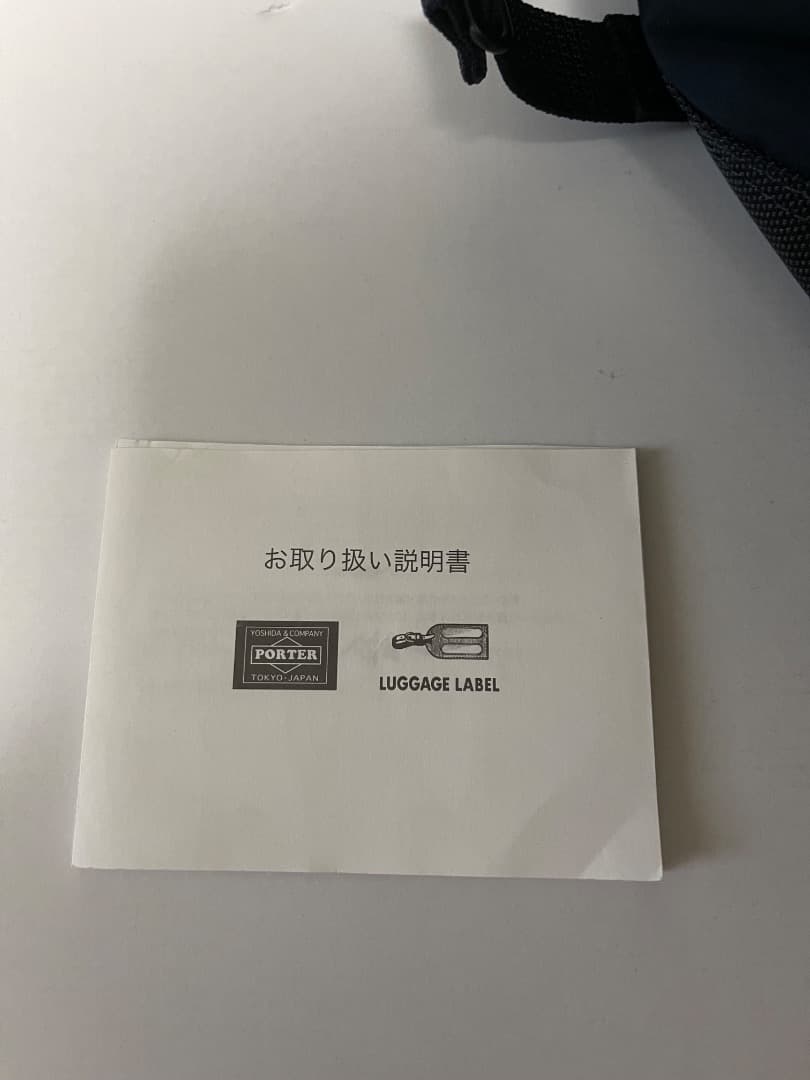 お取り扱い説明書
YOSHIDA & COMPANY
PORTER
TOKYO-JAPAN
LUGGAGE LABEL